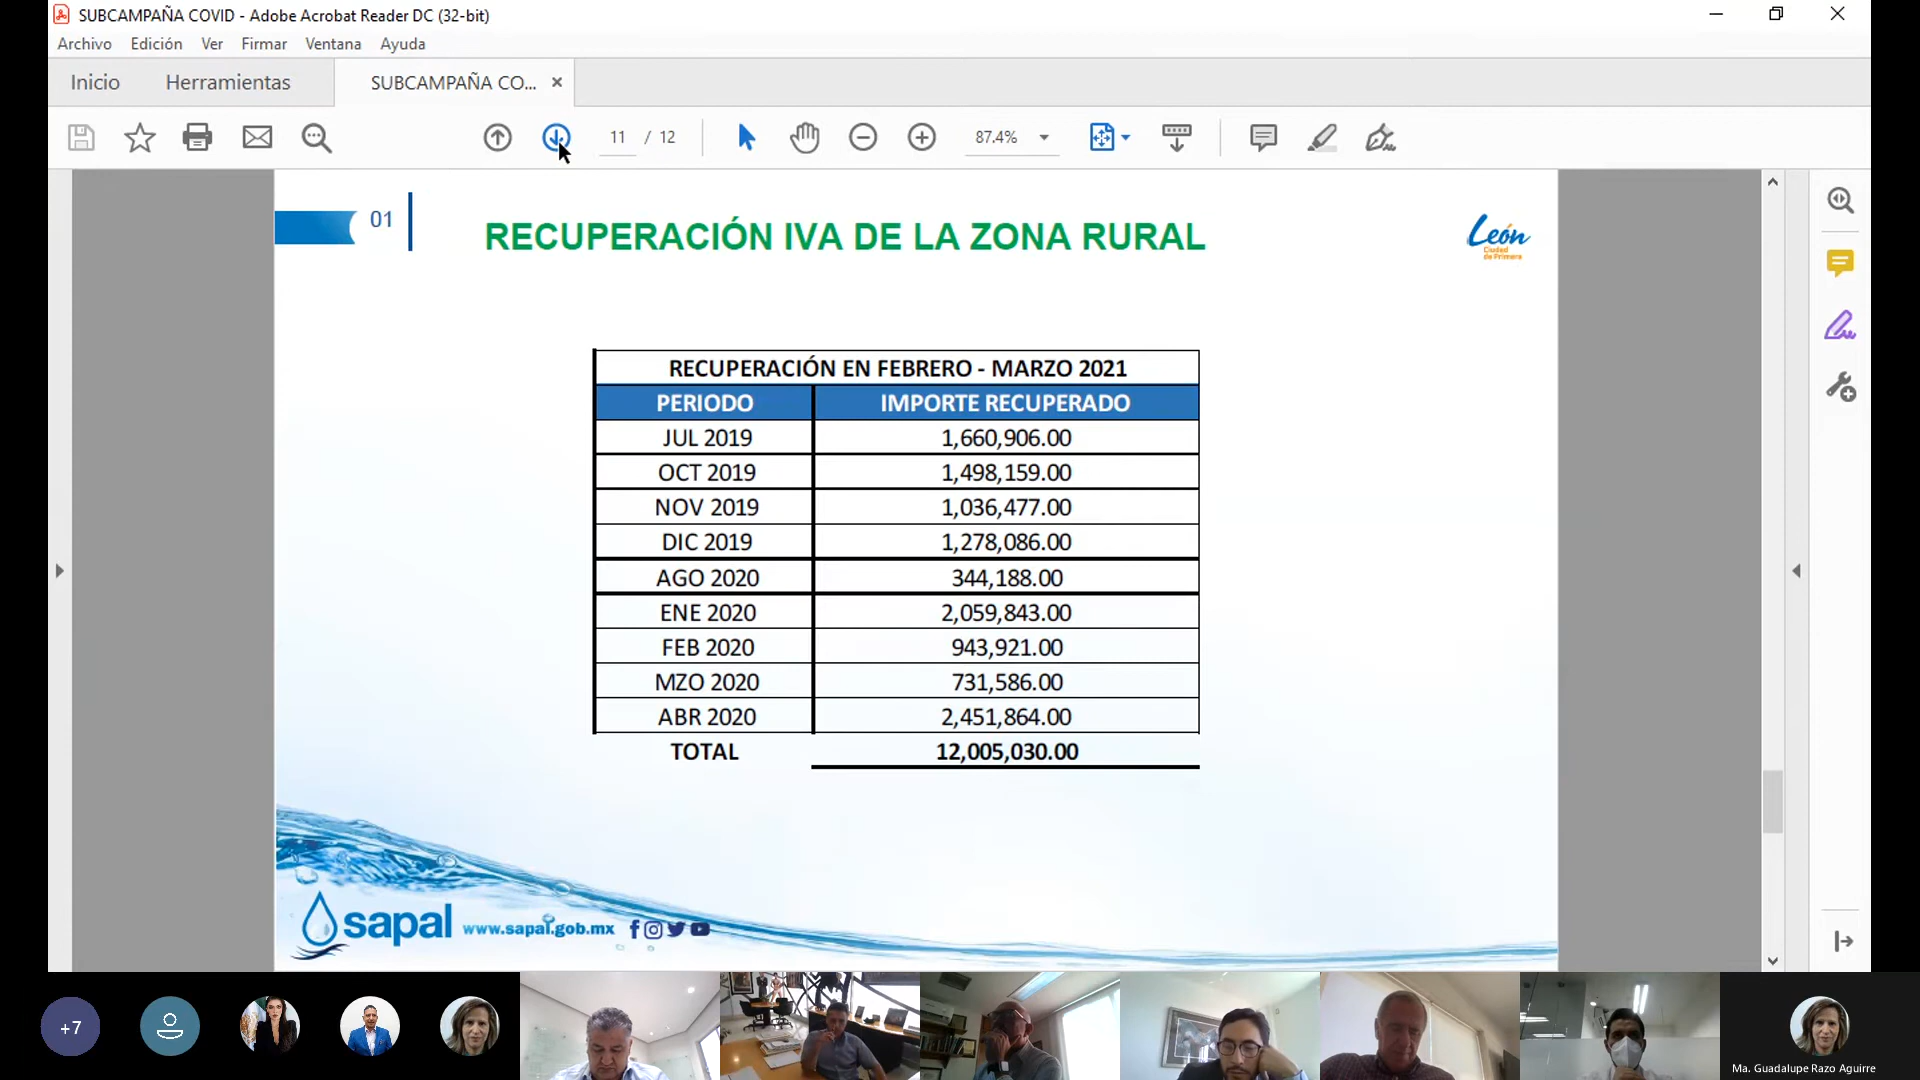 SUBCAMPAÑA COVID - Adobe Acrobat Reader DC (32-bit)
Archivo Edición Ver Firmar Ventana Ayuda
Inicio Herramientas SUBCAMPAÑA CO... ×
11 / 12 87.4%
01
RECUPERACIÓN IVA DE LA ZONA RURAL
León
Ciudad
de Primera
RECUPERACIÓN EN FEBRERO - MARZO 2021
PERIODO IMPORTE RECUPERADO
JUL 2019 1,660,906.00
OCT 2019 1,498,159.00
NOV 2019 1,036,477.00
DIC 2019 1,278,086.00
AGO 2020 344,188.00
ENE 2020 2,059,843.00
FEB 2020 943,921.00
MZO 2020 731,586.00
ABR 2020 2,451,864.00
TOTAL 12,005,030.00
sapal www.sapal.gob.mx
+7
Ma. Guadalupe Razo Aguirre